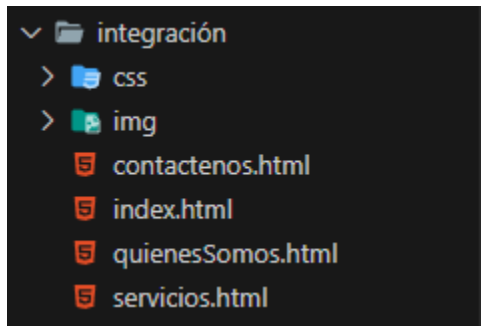 integración
css
img
contactenos.html
index.html
quienesSomos.html
servicios.html